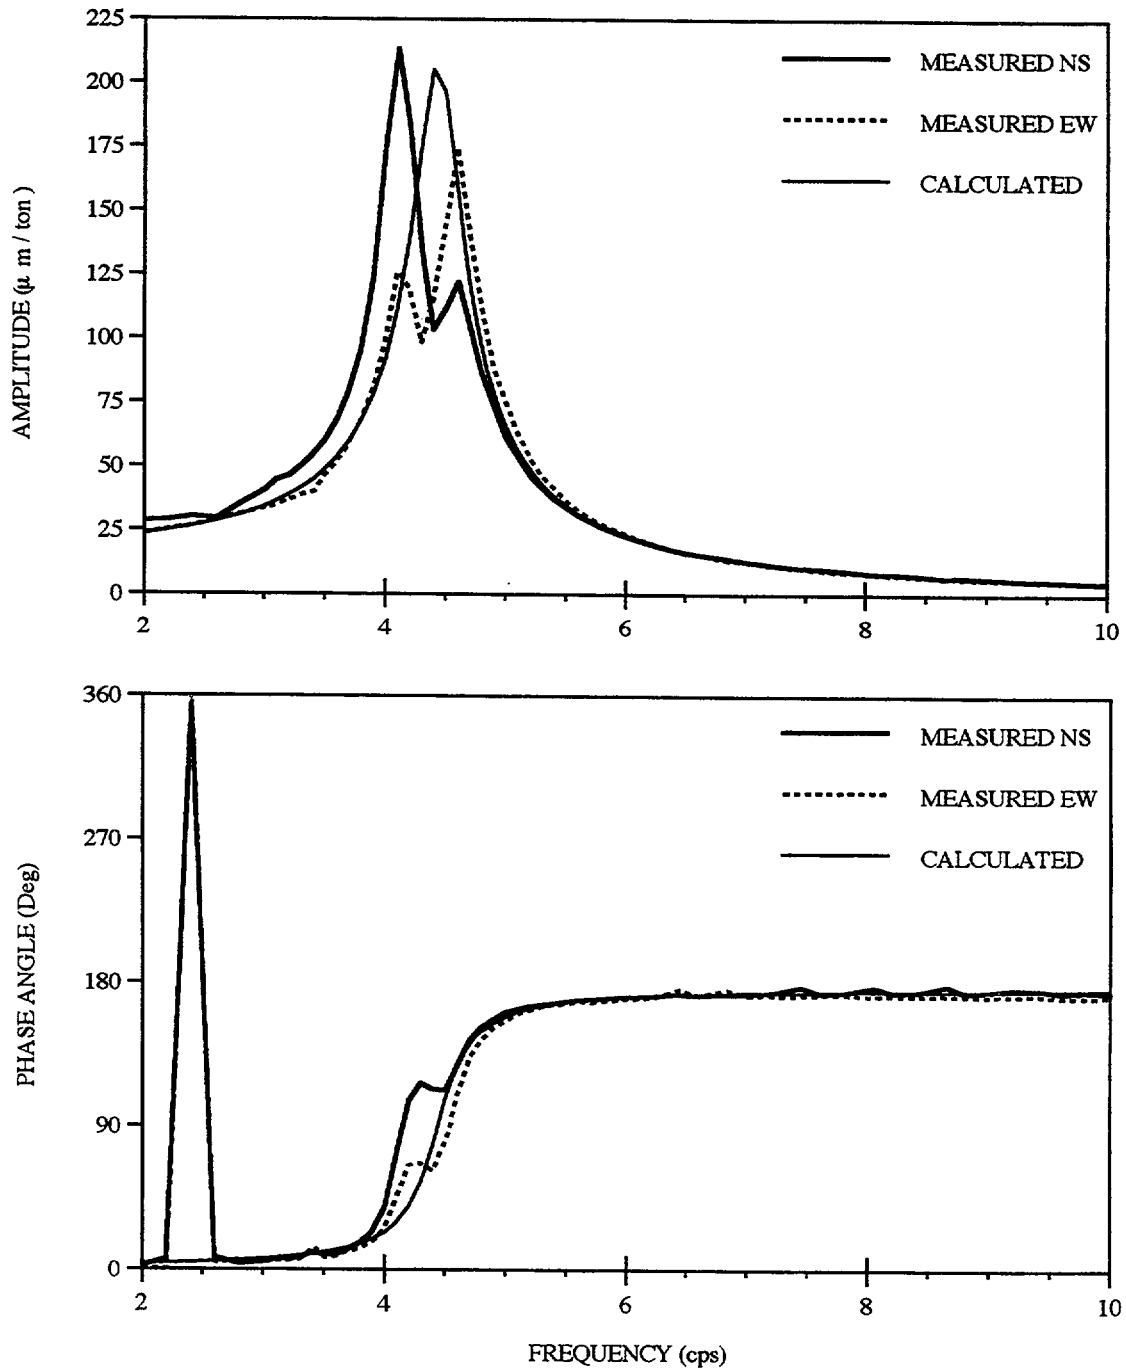 225
200
175
150
125
100
75
50
25
0
AMPLITUDE (μ m / ton )
MEASURED NS
MEASURED EW
CALCULATED
2 4 6 8 10
360
270
180
90
0
PHASE ANGLE (Deg)
MEASURED NS
MEASURED EW
CALCULATED
2 4 6 8 10
FREQUENCY (cps)